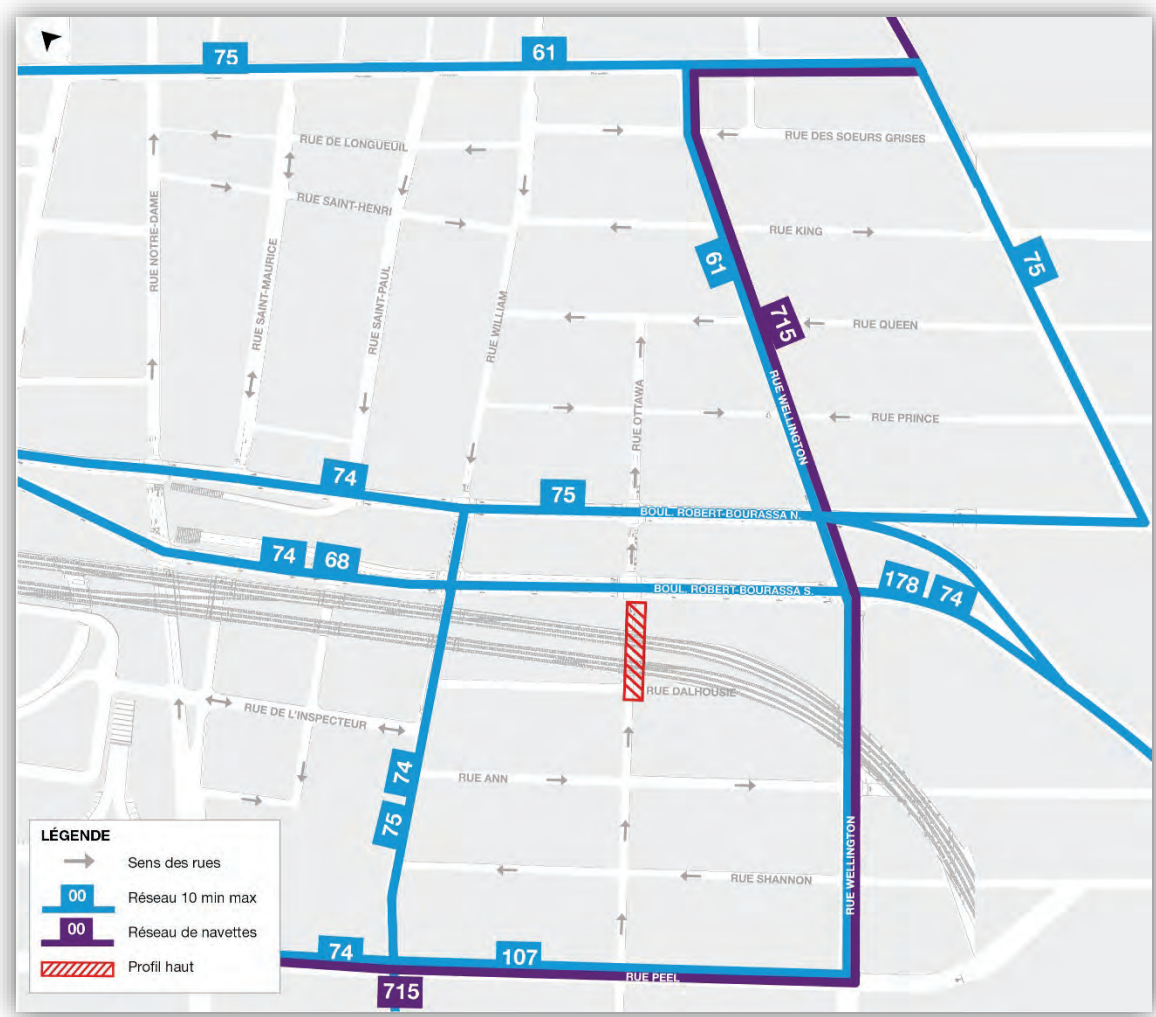 75
61
RUE DE LONGUEUIL
RUE DES SOEURS GRISES
RUE SAINT-HENRI
RUE NOTRE-DAME
RUE SAINT-MAURICE
RUE SAINT-PAUL
RUE WILLIAM
RUE KING
61
75
715
RUE QUEEN
RUE OTTAWA
RUE WELLINGTON
RUE PRINCE
74
75
BOUL. ROBERT-BOURASSA N.
74
68
BOUL. ROBERT-BOURASSA S.
178
74
RUE DALHOUSIE
RUE DE L'INSPECTEUR
RUE ANN
75
74
RUE SHANNON
RUE WELLINGTON
74
107
RUE PEEL
715
LÉGENDE
Sens des rues
00
Réseau 10 min max
00
Réseau de navettes
Profil haut